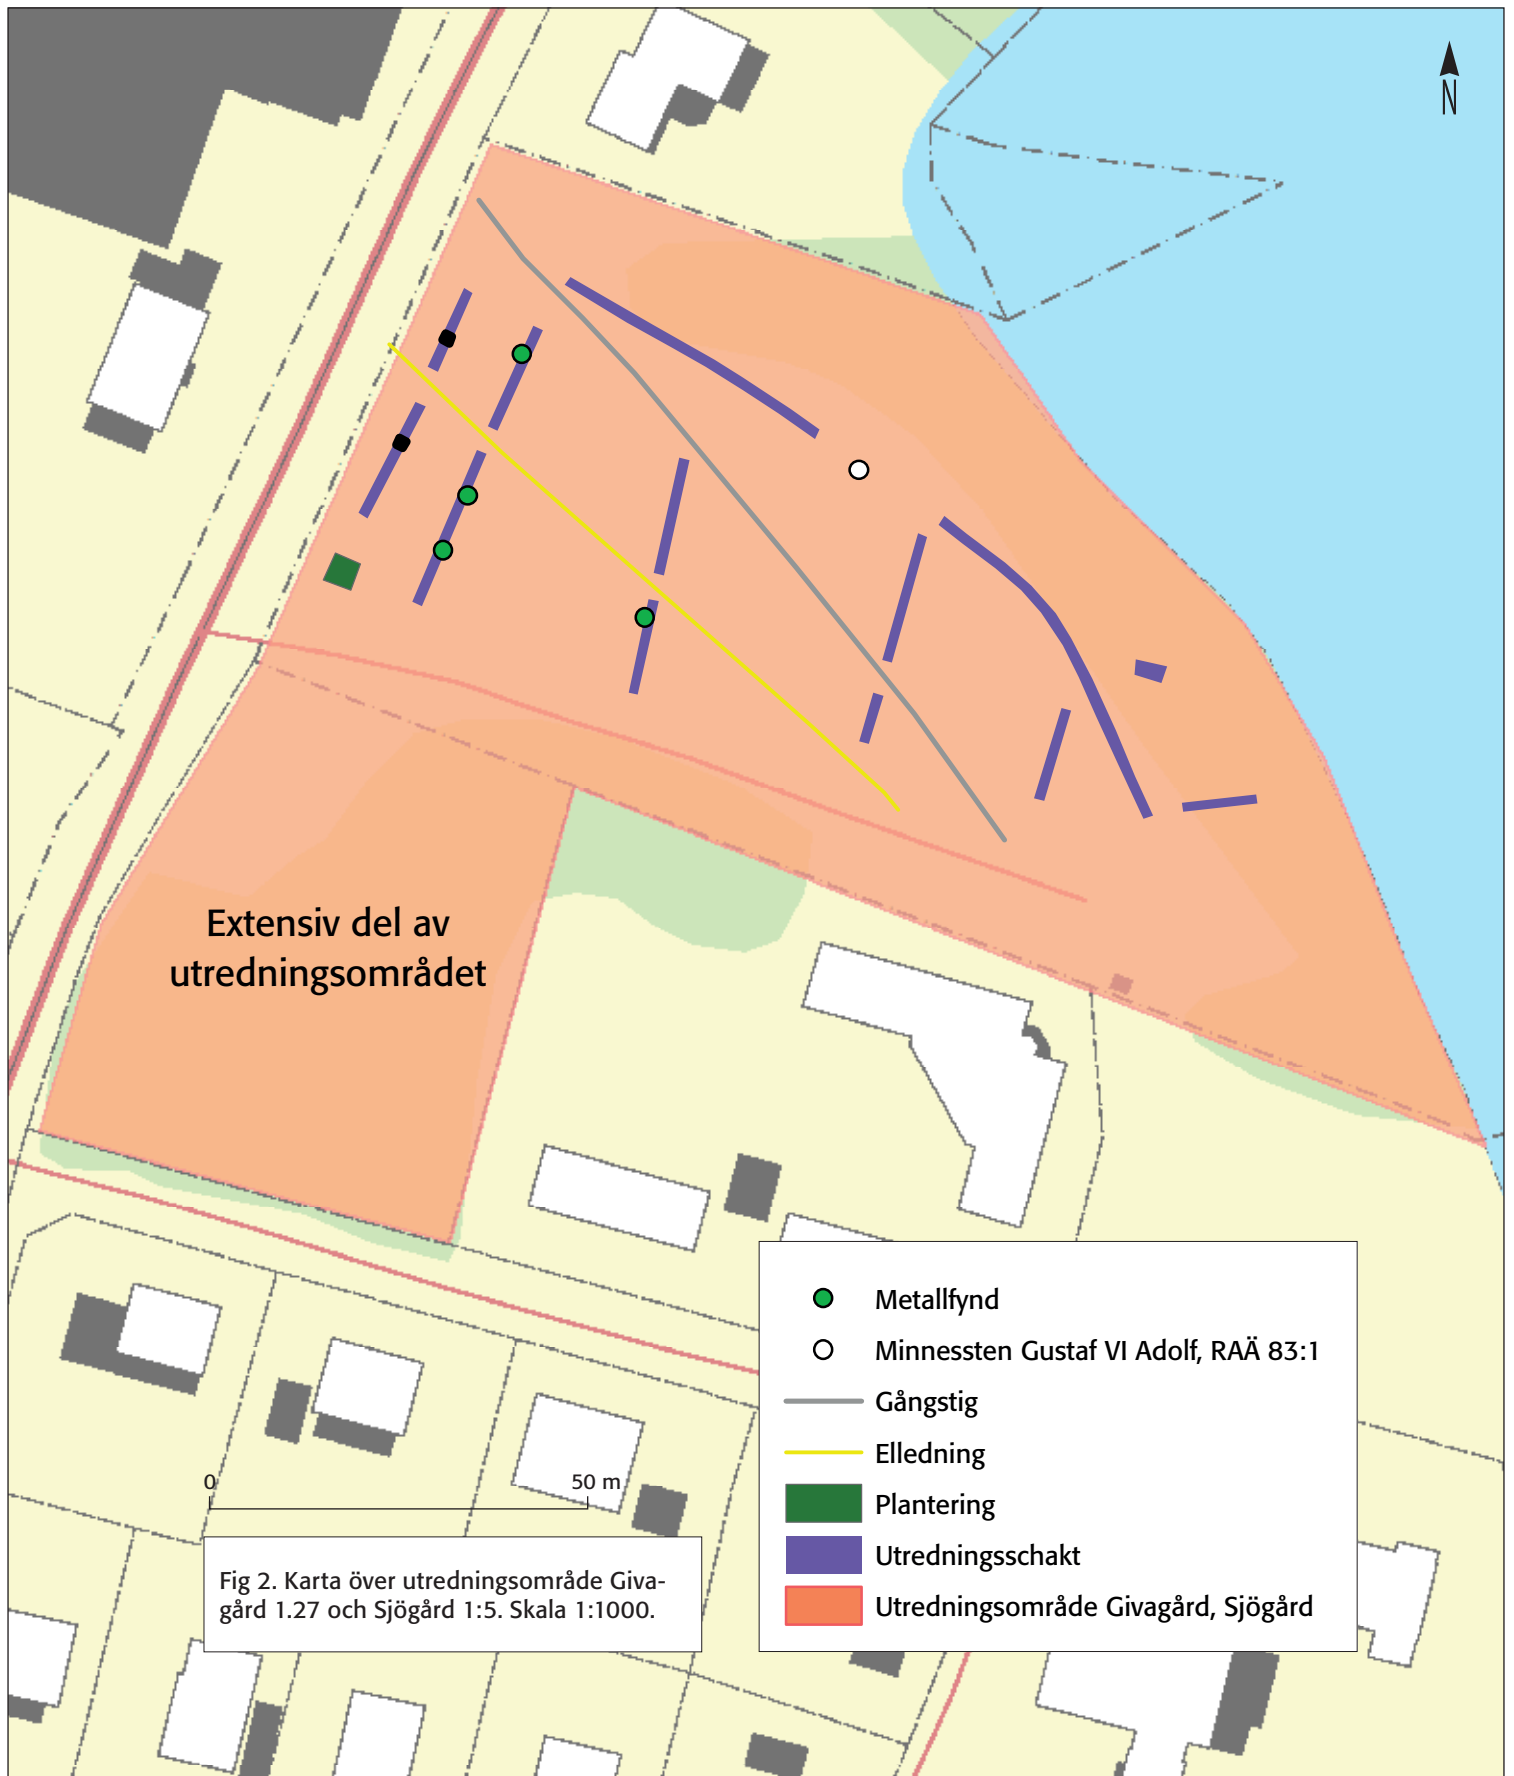 N
Extensiv del av
utredningsområdet
Metallfynd
Minnessten Gustaf VI Adolf, RAÄ 83:1
Gångstig
Elledning
Plantering
Utredningsschakt
Utredningsområde Givagård, Sjögård
0 50 m
Fig 2. Karta över utredningsområde Giva-
gård 1.27 och Sjögård 1:5. Skala 1:1000.